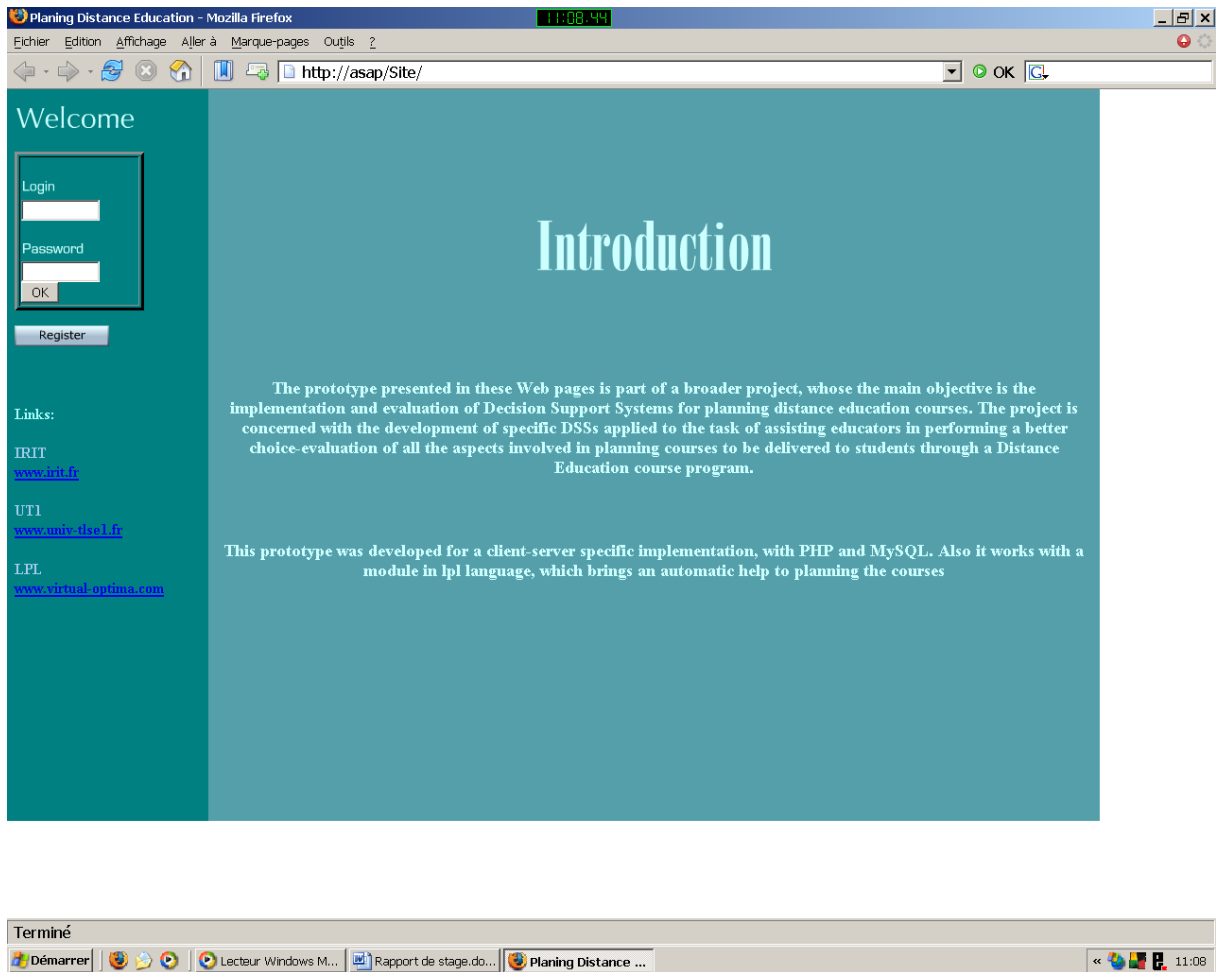 Planing Distance Education - Mozilla Firefox
11:08.44
Fichier Edition Affichage Aller à Marque-pages Outils ?
http://asap/Site/
OK
G
Welcome
Login
Password
OK
Register
Links:
IRIT
www.irit.fr
UT1
www.univ-tlse1.fr
LPL
www.virtual-optima.com
Introduction
The prototype presented in these Web pages is part of a broader project, whose the main objective is the
implementation and evaluation of Decision Support Systems for planning distance education courses. The project is
concerned with the development of specific DSSs applied to the task of assisting educators in performing a better
choice-evaluation of all the aspects involved in planning courses to be delivered to students through a Distance
Education course program.
This prototype was developed for a client-server specific implementation, with PHP and MySQL. Also it works with a
module in lpl language, which brings an automatic help to planning the courses
Terminé
Démarrer
Lecteur Windows M...
Rapport de stage.do...
Planing Distance ...
« 11:08